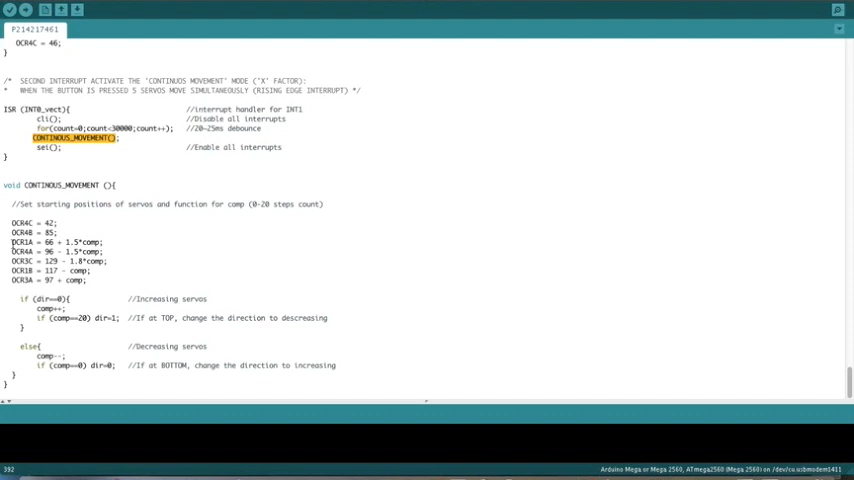 P214217461
OCR4C = 46;
}
/* SECOND INTERRUPT ACTIVATE THE 'CONTINUOS MOVEMENT' MODE ('X' FACTOR):
* WHEN THE BUTTON IS PRESSED 5 SERVOS MOVE SIMULTANEOUSLY (RISING EDGE INTERRUPT) */
ISR (INT0_vect){ //interrupt handler for INT1
cli(); //Disable all interrupts
for(count=0;count<30000;count++); //20~25ms debounce
CONTINOUS_MOVEMENT();
sei(); //Enable all interrupts
}
void CONTINOUS_MOVEMENT (){
//Set starting positions of servos and function for comp (0-20 steps count)
OCR4C = 42;
OCR4B = 85;
OCR1A = 66 + 1.5*comp;
OCR4A = 96 - 1.5*comp;
OCR3C = 129 - 1.8*comp;
OCR1B = 117 - comp;
OCR3A = 97 + comp;
if (dir==0){ //Increasing servos
comp++;
if (comp==20) dir=1; //If at TOP, change the direction to descreasing
}
else{ //Decreasing servos
comp--;
if (comp==0) dir=0; //If at BOTTOM, change the direction to increasing
}
}
392 Arduino Mega or Mega 2560, ATmega2560 (Mega 2560) on /dev/cu.usbmodem1411